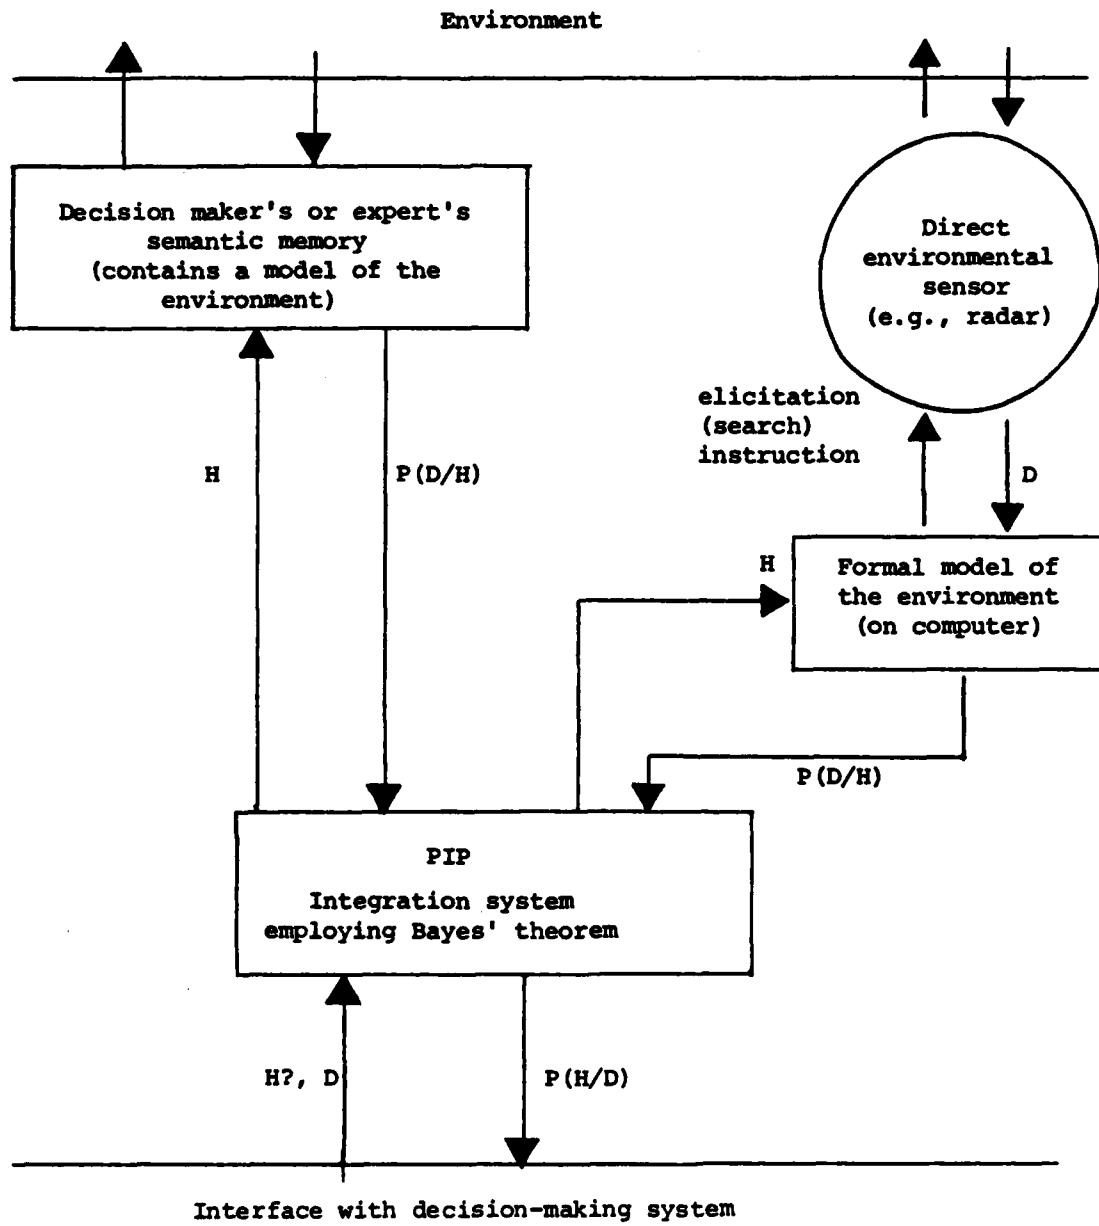 Environment
Decision maker's or expert's
semantic memory
(contains a model of the
environment)
Direct
environmental
sensor
(e.g., radar)
elicitation
(search)
instruction
H
P(D/H)
D
H
Formal model of
the environment
(on computer)
P(D/H)
PIP
Integration system
employing Bayes' theorem
H?, D
P(H/D)
Interface with decision-making system